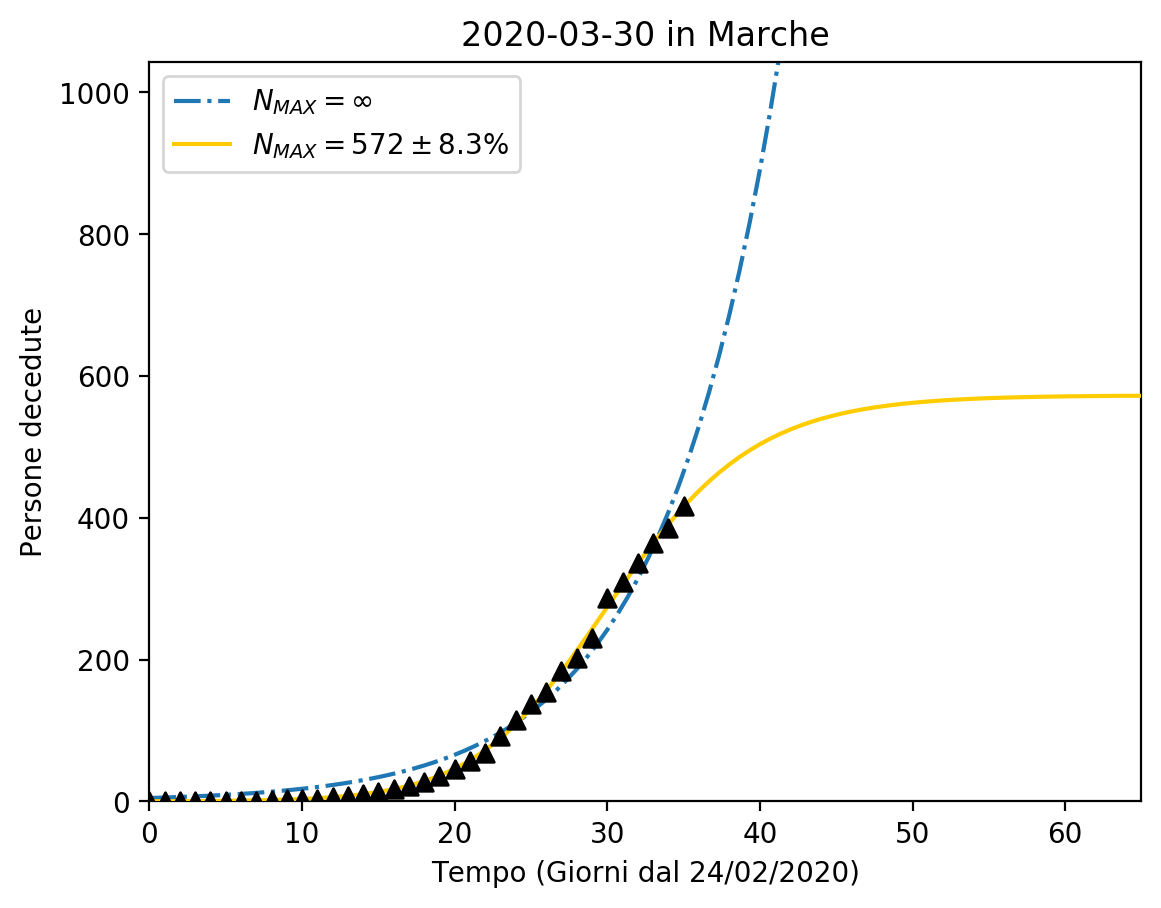 2020-03-30 in Marche
N_MAX = ∞
N_MAX = 572 ± 8.3%
1000
800
600
400
200
0
Persone decedute
0 10 20 30 40 50 60
Tempo (Giorni dal 24/02/2020)